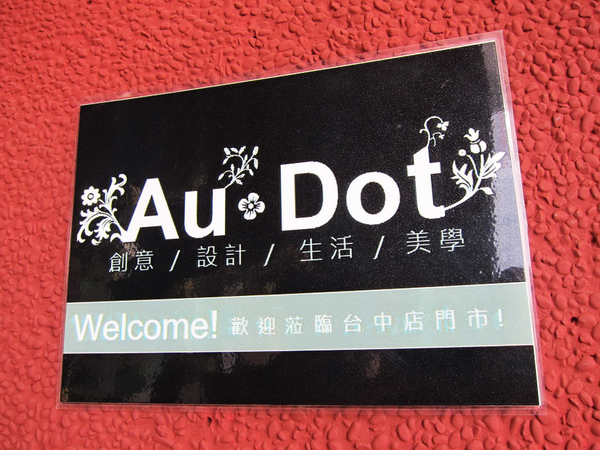 Au Dot
創意 / 設計 / 生活 / 美學
Welcome! 歡迎蒞臨台中店門市!